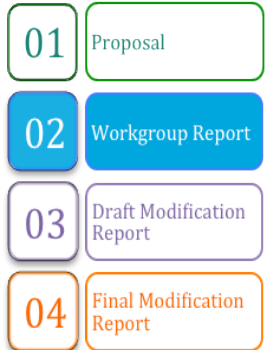 01 Proposal
02 Workgroup Report
03 Draft Modification
Report
04 Final Modification
Report